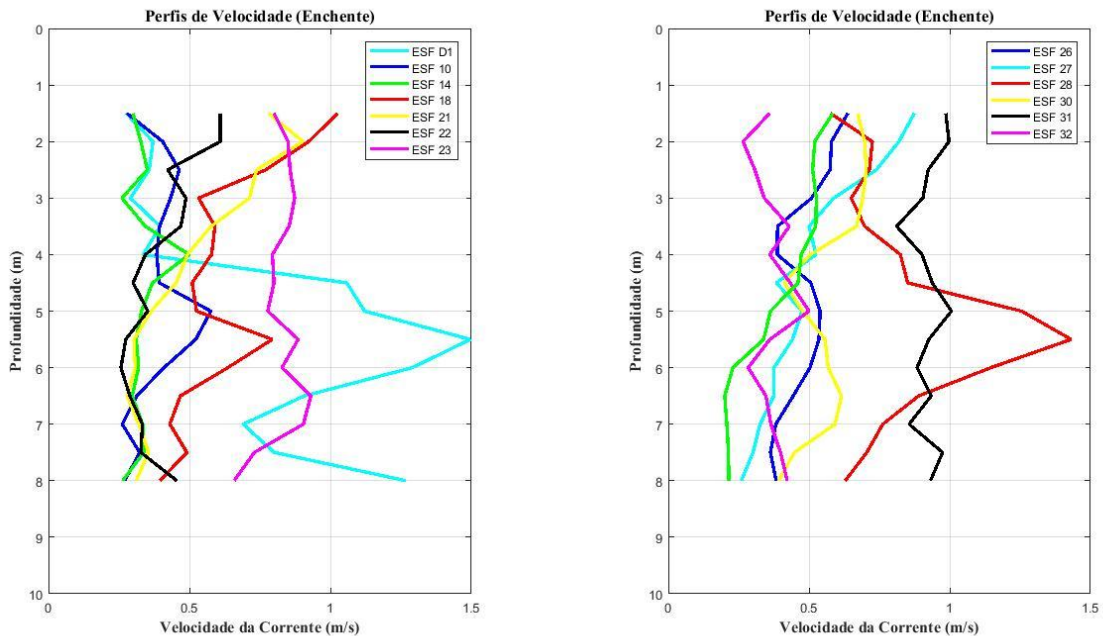 Perfis de Velocidade (Enchente)
0
1
2
3
4
5
6
7
8
9
10
Profundidade (m)
ESF D1
ESF 10
ESF 14
ESF 18
ESF 21
ESF 22
ESF 23
0
0.5
1
1.5
Velocidade da Corrente (m/s)
Perfis de Velocidade (Enchente)
0
1
2
3
4
5
6
7
8
9
10
Profundidade (m)
ESF 26
ESF 27
ESF 28
ESF 30
ESF 31
ESF 32
0
0.5
1
1.5
Velocidade da Corrente (m/s)